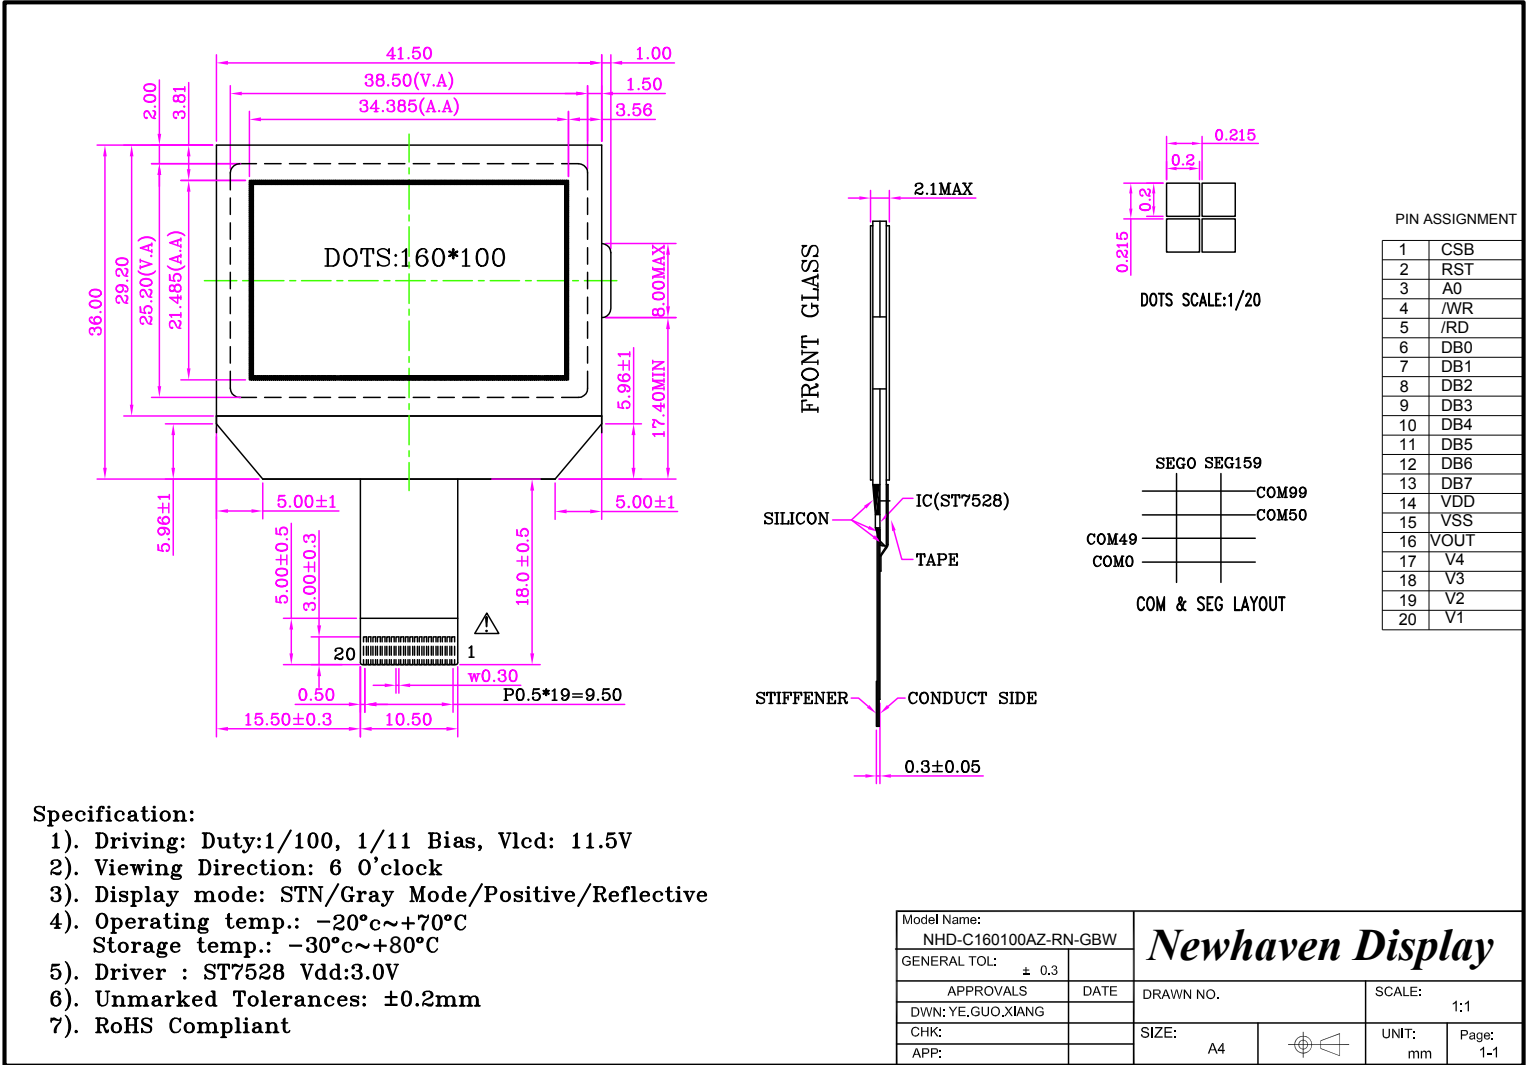 41.50
1.00
38.50(V.A)
1.50
34.385(A.A)
3.56
2.00
3.81
36.00
29.20
25.20(V.A)
21.485(A.A)
DOTS:160*100
8.00MAX
5.96±1
17.40MIN
5.96±1
5.00±1
5.00±1
5.00±0.5
3.00±0.3
18.0 ±0.5
20
1
w0.30
0.50
P0.5*19=9.50
15.50±0.3
10.50
FRONT GLASS
2.1MAX
IC(ST7528)
SILICON
TAPE
STIFFENER
CONDUCT SIDE
0.3±0.05
0.215
0.2
0.2
0.215
DOTS SCALE:1/20
SEG0 SEG159
COM99
COM50
COM49
COM0
COM & SEG LAYOUT
PIN ASSIGNMENT
1 CSB
2 RST
3 A0
4 /WR
5 /RD
6 DB0
7 DB1
8 DB2
9 DB3
10 DB4
11 DB5
12 DB6
13 DB7
14 VDD
15 VSS
16 VOUT
17 V4
18 V3
19 V2
20 V1
Specification:
1). Driving: Duty:1/100, 1/11 Bias, Vlcd: 11.5V
2). Viewing Direction: 6 O'clock
3). Display mode: STN/Gray Mode/Positive/Reflective
4). Operating temp.: -20°c~+70°C
Storage temp.: -30°c~+80°C
5). Driver : ST7528 Vdd:3.0V
6). Unmarked Tolerances: ±0.2mm
7). RoHS Compliant
Model Name:
NHD-C160100AZ-RN-GBW
GENERAL TOL:
± 0.3
APPROVALS DATE
DWN: YE,GUO,XIANG
CHK:
APP:
Newhaven Display
DRAWN NO.
SCALE:
1:1
SIZE:
A4
UNIT:
mm
Page:
1-1